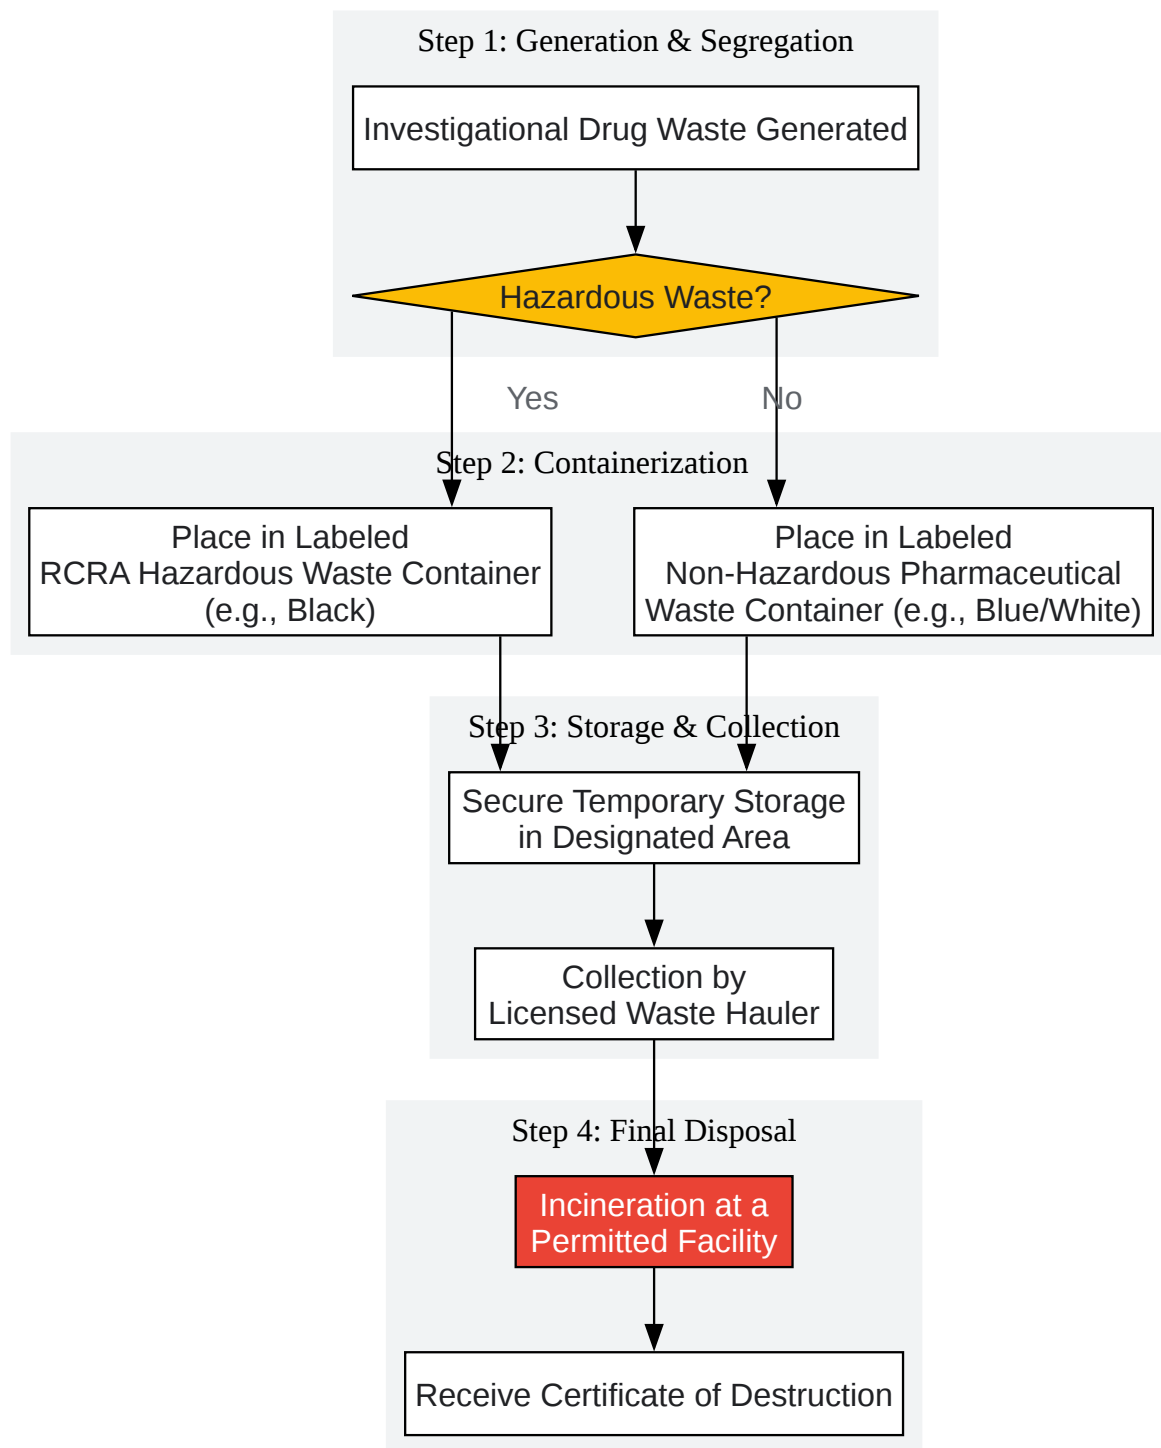 Step 1: Generation & Segregation
Investigational Drug Waste Generated
Hazardous Waste?
Yes
No
Step 2: Containerization
Place in Labeled
RCRA Hazardous Waste Container
(e.g., Black)
Place in Labeled
Non-Hazardous Pharmaceutical
Waste Container (e.g., Blue/White)
Step 3: Storage & Collection
Secure Temporary Storage
in Designated Area
Collection by
Licensed Waste Hauler
Step 4: Final Disposal
Incineration at a
Permitted Facility
Receive Certificate of Destruction